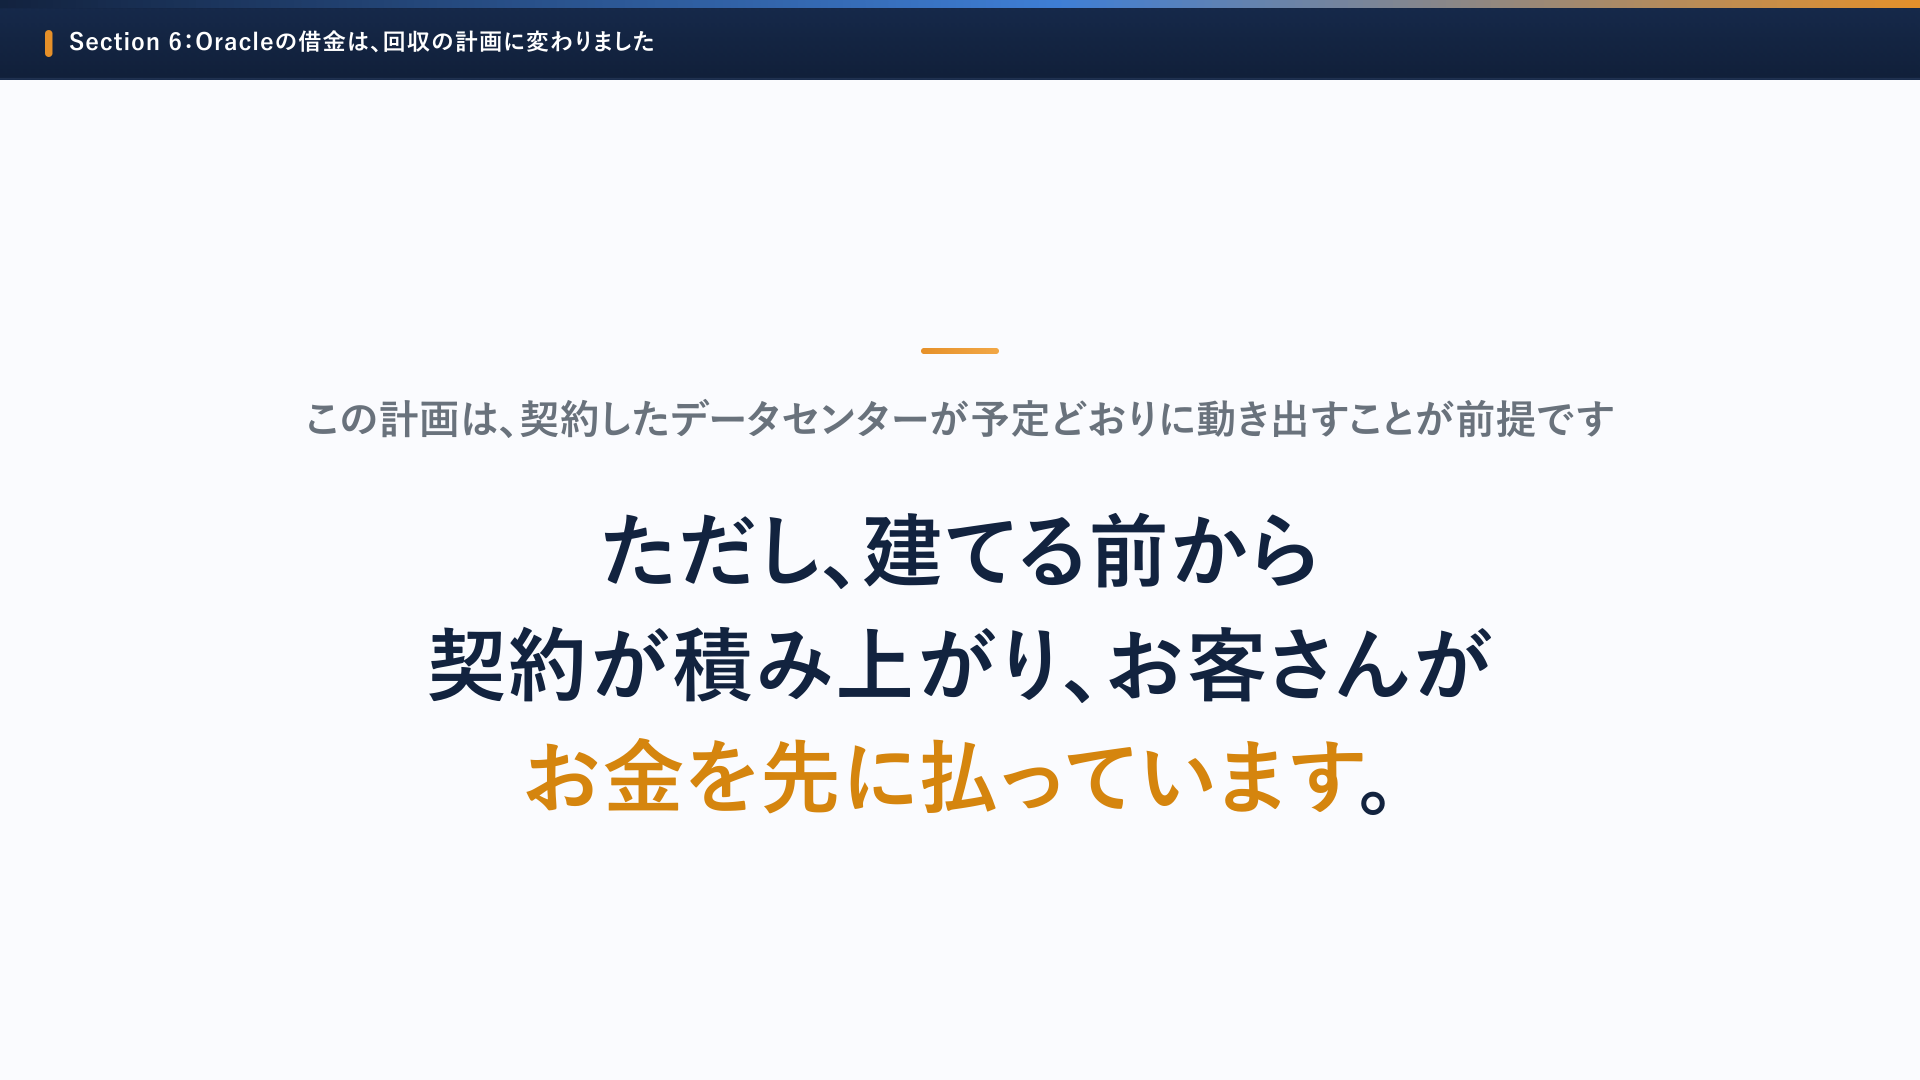 Section 6：Oracleの借金は、回収の計画に変わりました
この計画は、契約したデータセンターが予定どおりに動き出すことが前提です
ただし、建てる前から
契約が積み上がり、お客さんが
お金を先に払っています。